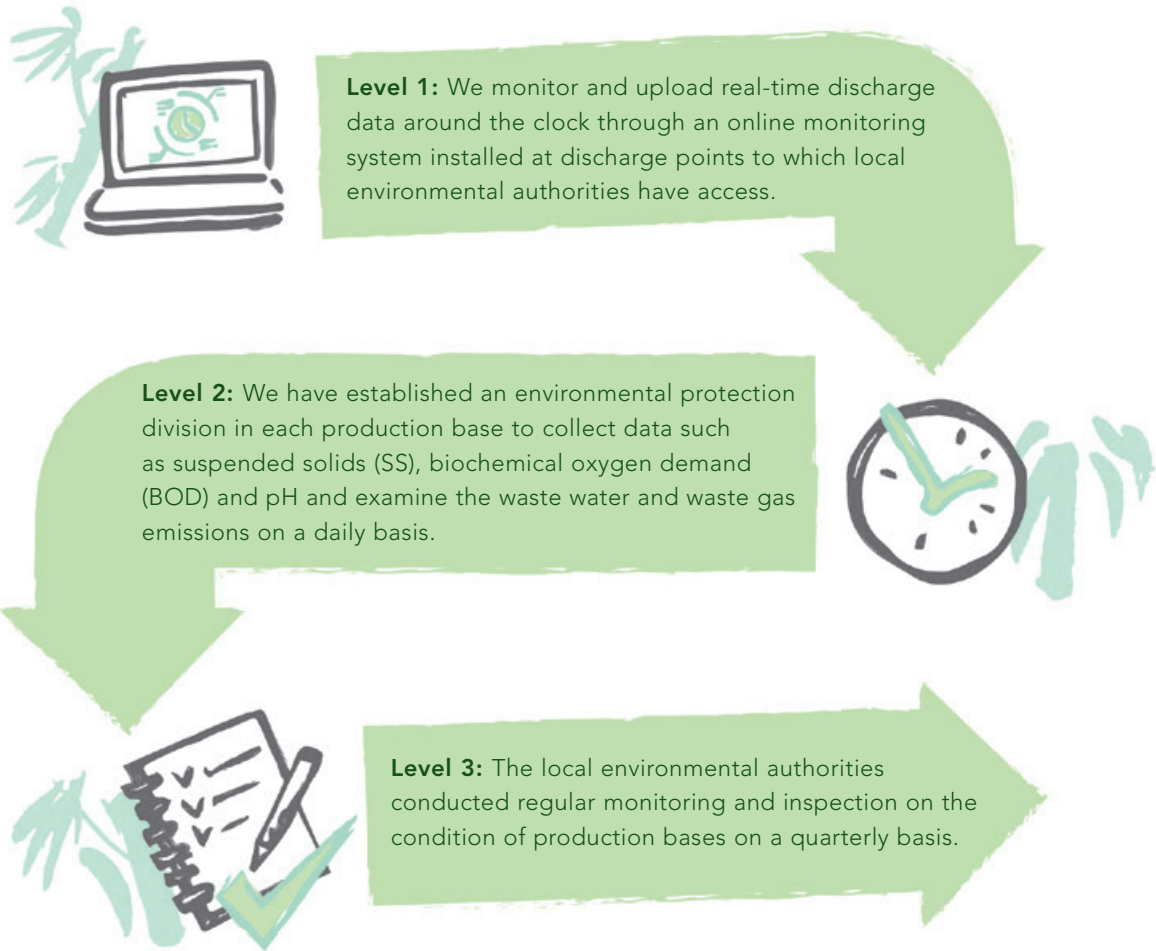 Level 1: We monitor and upload real-time discharge
data around the clock through an online monitoring
system installed at discharge points to which local
environmental authorities have access.
Level 2: We have established an environmental protection
division in each production base to collect data such
as suspended solids (SS), biochemical oxygen demand
(BOD) and pH and examine the waste water and waste gas
emissions on a daily basis.
Level 3: The local environmental authorities
conducted regular monitoring and inspection on the
condition of production bases on a quarterly basis.